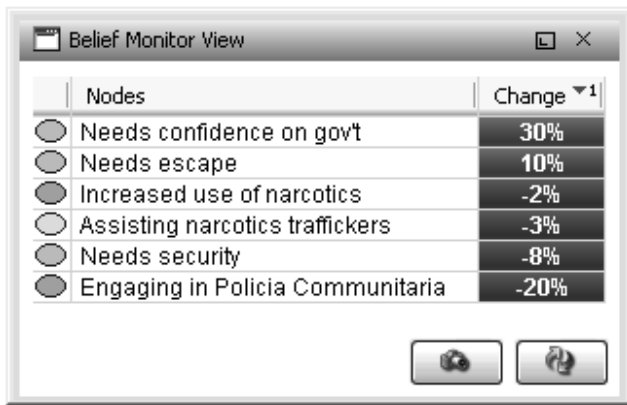 Belief Monitor View
Nodes Change 1
Needs confidence on gov't 30%
Needs escape 10%
Increased use of narcotics -2%
Assisting narcotics traffickers -3%
Needs security -8%
Engaging in Policia Communitaria -20%